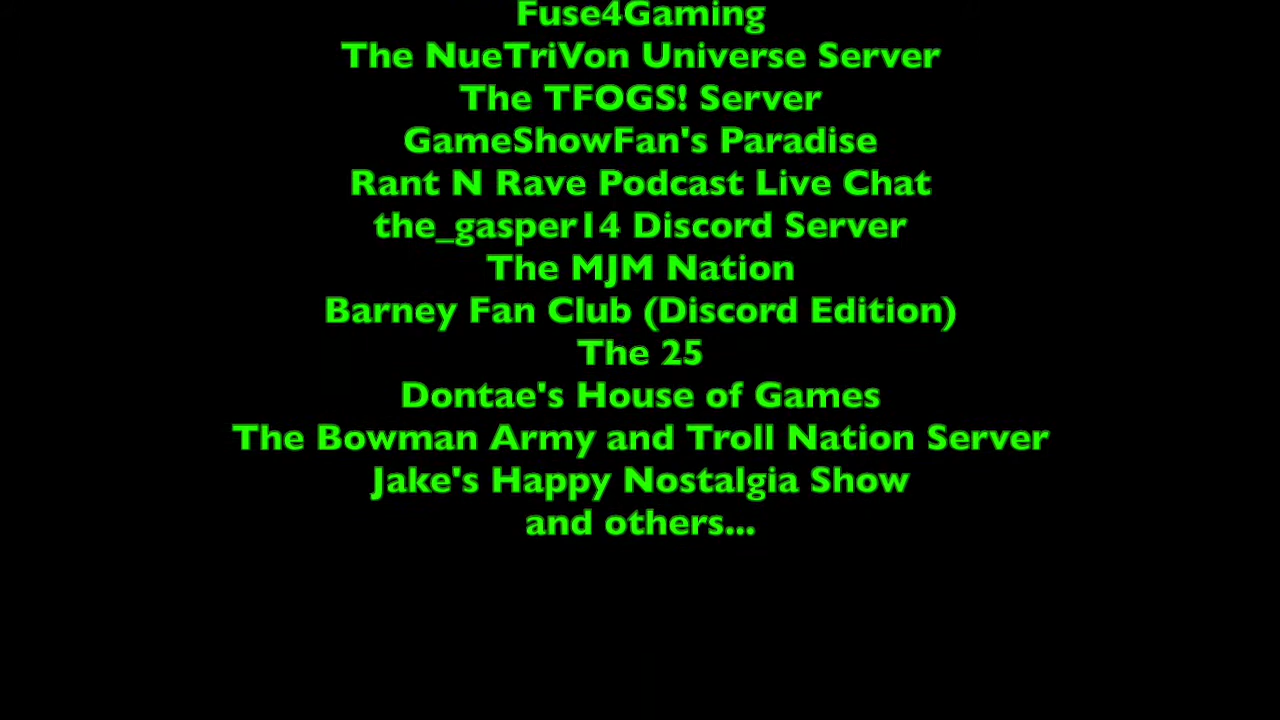 Fuse4Gaming
The NueTriVon Universe Server
The TFOGS! Server
GameShowFan's Paradise
Rant N Rave Podcast Live Chat
the_gasper14 Discord Server
The MJM Nation
Barney Fan Club (Discord Edition)
The 25
Dontae's House of Games
The Bowman Army and Troll Nation Server
Jake's Happy Nostalgia Show
and others...